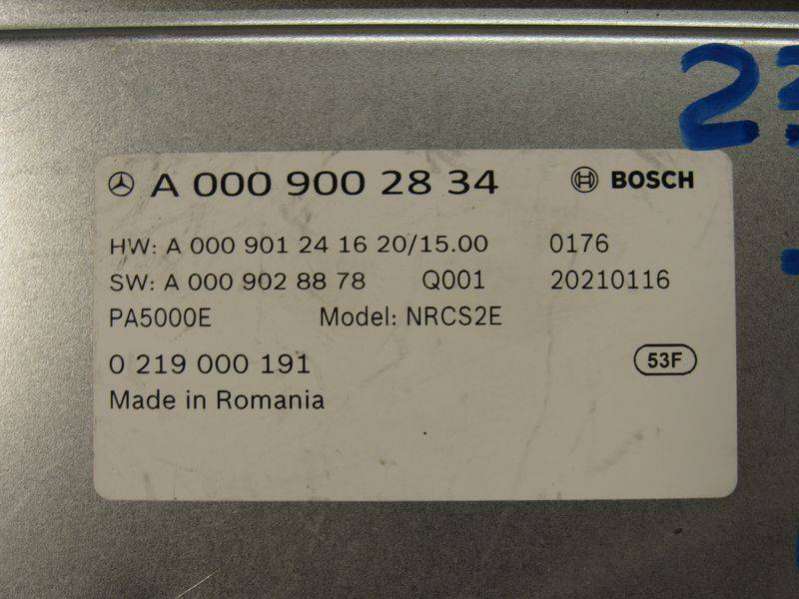 A 000 900 28 34 BOSCH
HW: A 000 901 24 16 20/15.00 0176
SW: A 000 902 88 78 Q001 20210116
PA5000E Model: NRCS2E
0 219 000 191 53F
Made in Romania